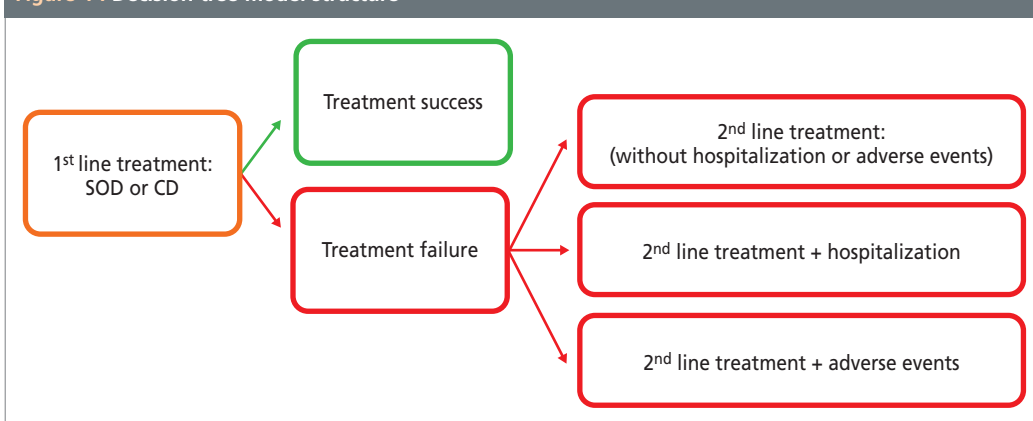 Treatment success
1st line treatment:
SOD or CD
Treatment failure
2nd line treatment:
(without hospitalization or adverse events)
2nd line treatment + hospitalization
2nd line treatment + adverse events